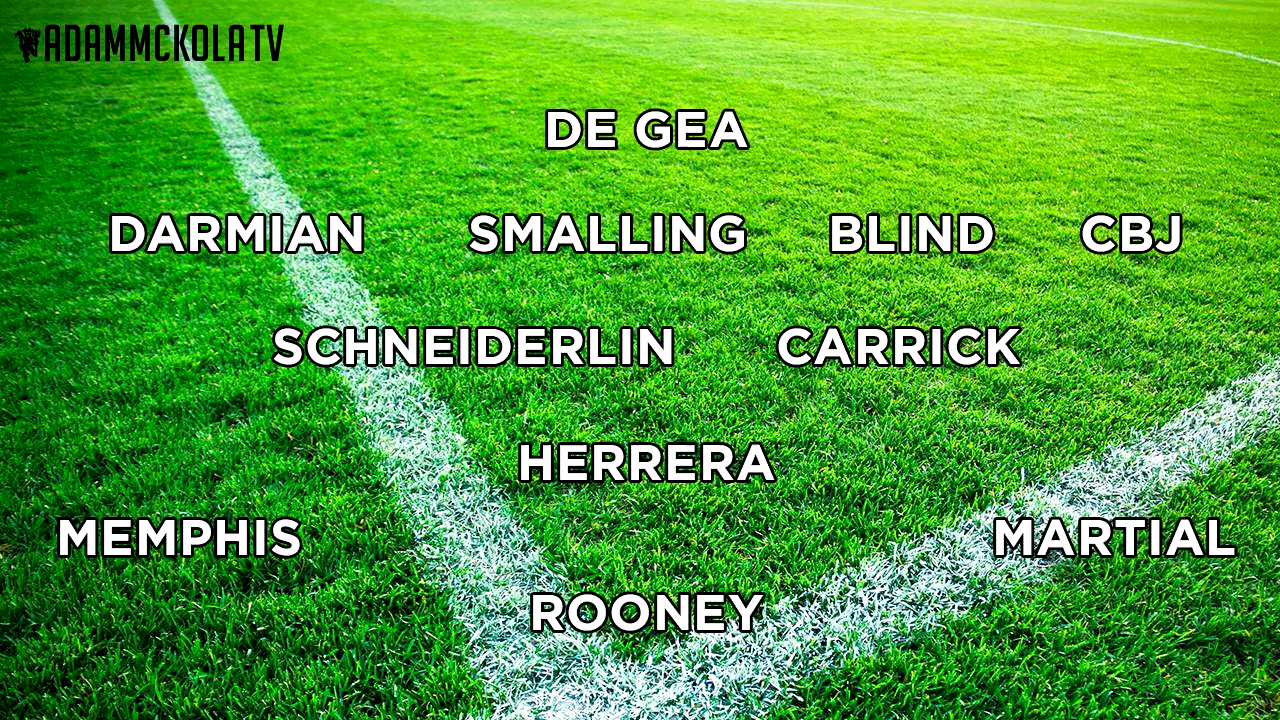 ADAMMCKOLATV
DE GEA
DARMIAN SMALLING BLIND CBJ
SCHNEIDERLIN CARRICK
HERRERA
MEMPHIS MARTIAL
ROONEY